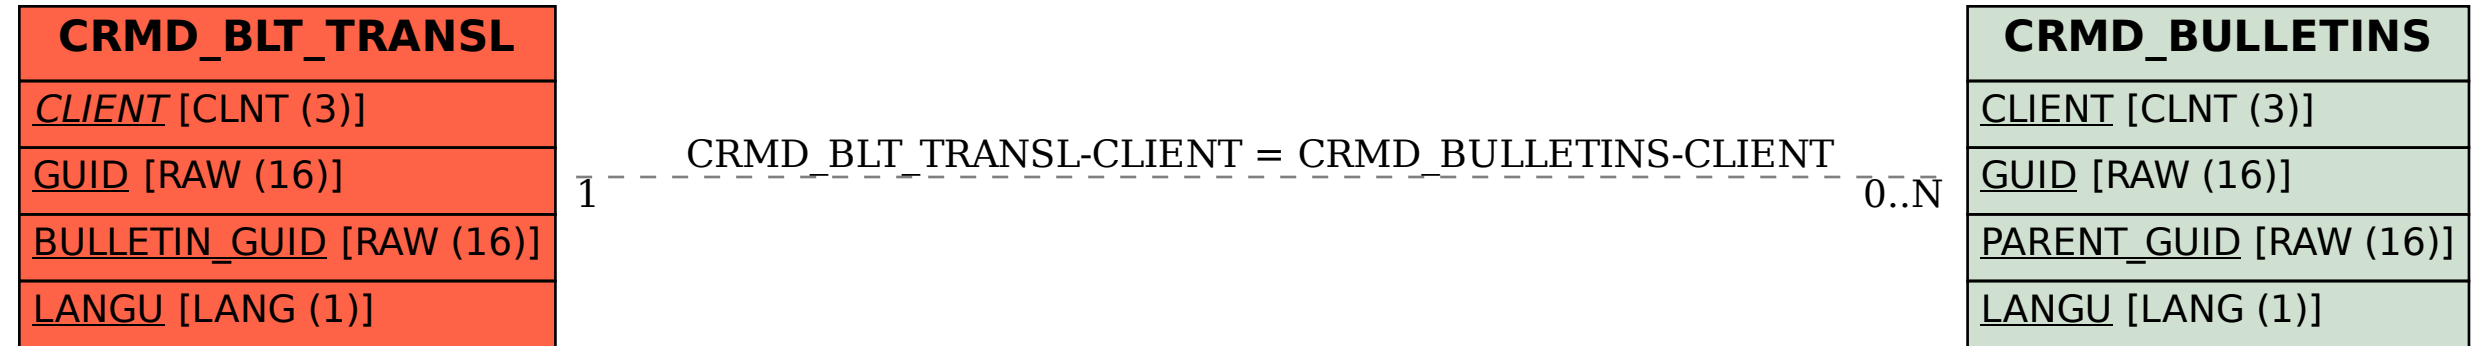 CRMD_BLT_TRANSL
CLIENT [CLNT (3)]
GUID [RAW (16)]
BULLETIN_GUID [RAW (16)]
LANGU [LANG (1)]
CRMD_BLT_TRANSL-CLIENT = CRMD_BULLETINS-CLIENT
1
0..N
CRMD_BULLETINS
CLIENT [CLNT (3)]
GUID [RAW (16)]
PARENT_GUID [RAW (16)]
LANGU [LANG (1)]